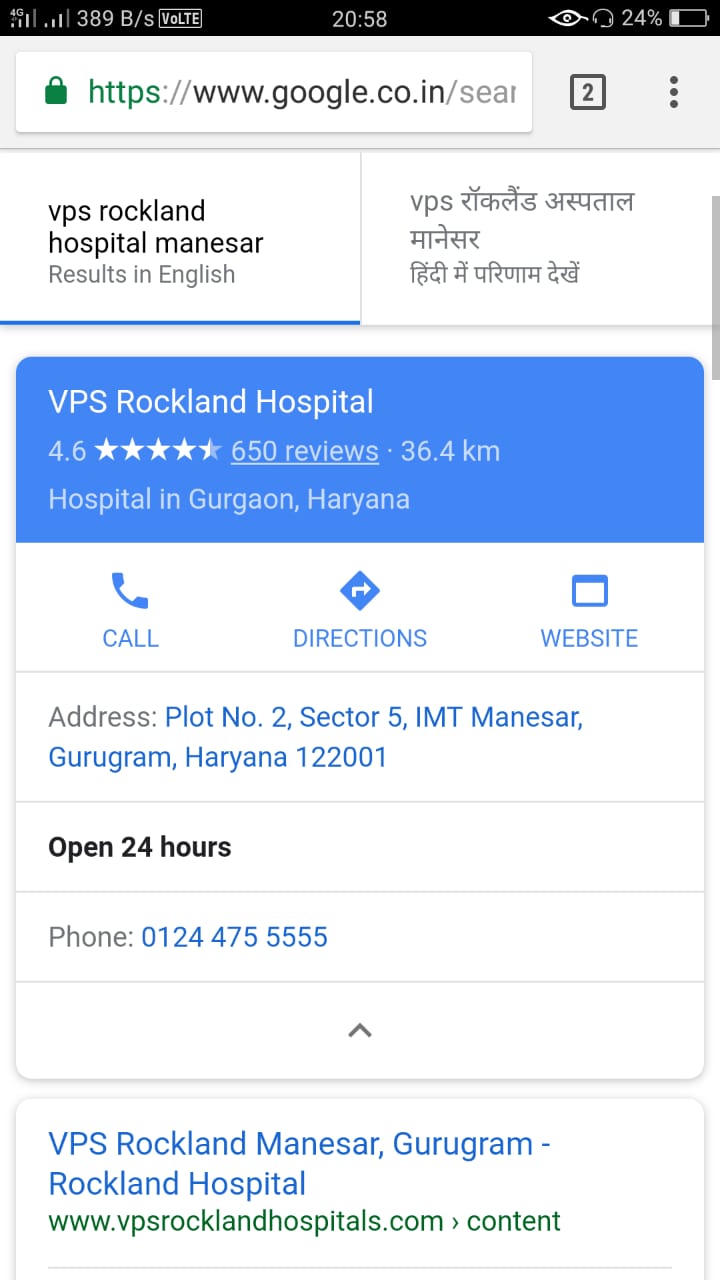 4G 389 B/s VoLTE 20:58 24%
https://www.google.co.in/sear
2
vps rockland
hospital manesar
Results in English
vps रॉकलैंड अस्पताल
मानेसर
हिंदी में परिणाम देखें
VPS Rockland Hospital
4.6 650 reviews · 36.4 km
Hospital in Gurgaon, Haryana
CALL DIRECTIONS WEBSITE
Address: Plot No. 2, Sector 5, IMT Manesar,
Gurugram, Haryana 122001
Open 24 hours
Phone: 0124 475 5555
VPS Rockland Manesar, Gurugram -
Rockland Hospital
www.vpsrocklandhospitals.com › content